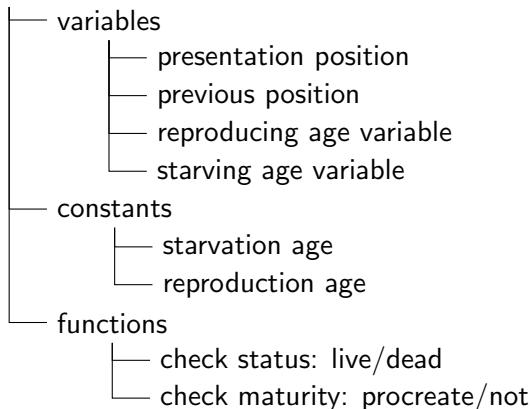 variables
presentation position
previous position
reproducing age variable
starving age variable
constants
starvation age
reproduction age
functions
check status: live/dead
check maturity: procreate/not